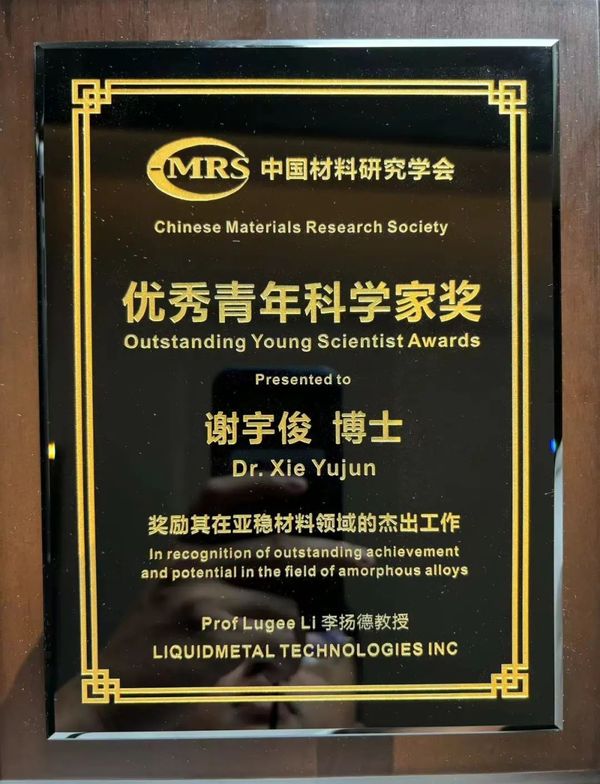 C-MRS 中国材料研究学会
Chinese Materials Research Society
优秀青年科学家奖
Outstanding Young Scientist Awards
Presented to
谢宇俊 博士
Dr. Xie Yujun
奖励其在亚稳材料领域的杰出工作
In recognition of outstanding achievement
and potential in the field of amorphous alloys
Prof Lugee Li 李扬德教授
LIQUIDMETAL TECHNOLOGIES INC